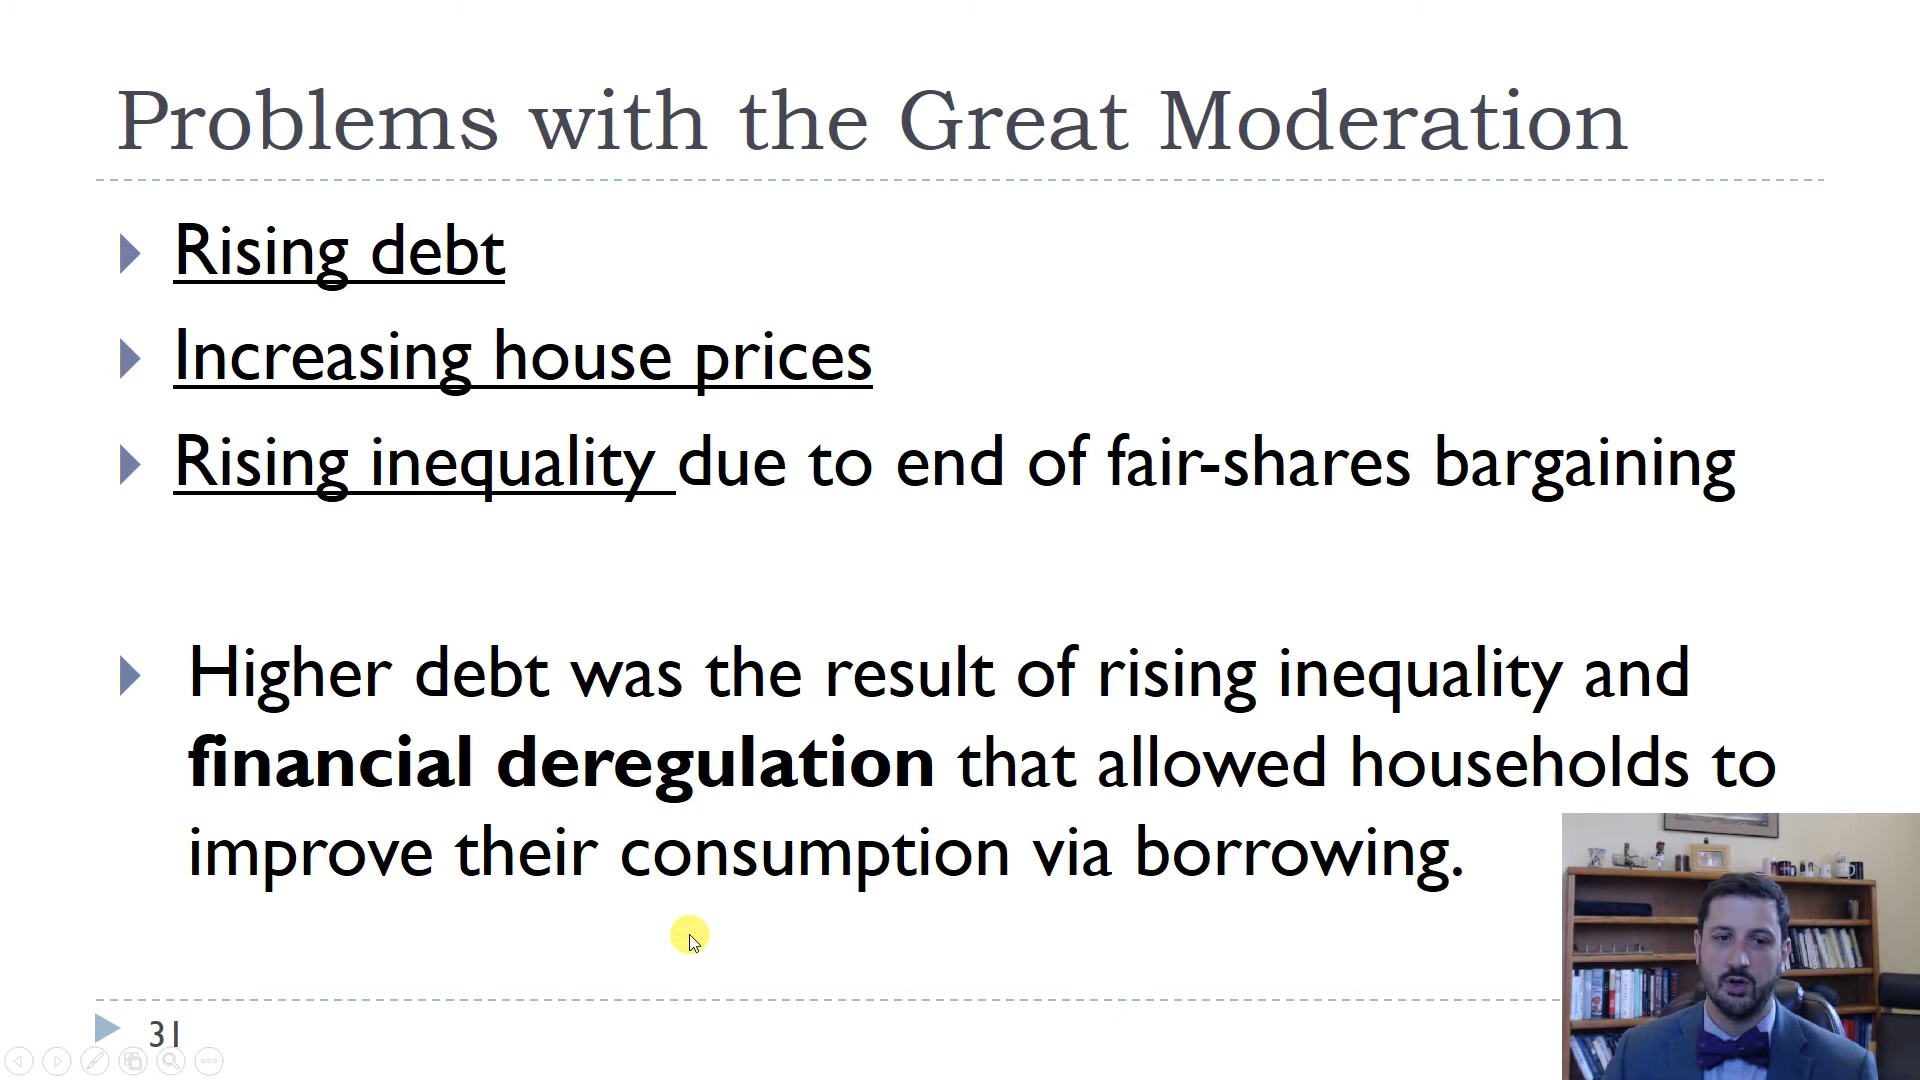 Problems with the Great Moderation
Rising debt
Increasing house prices
Rising inequality due to end of fair-shares bargaining
Higher debt was the result of rising inequality and
financial deregulation that allowed households to
improve their consumption via borrowing.
31